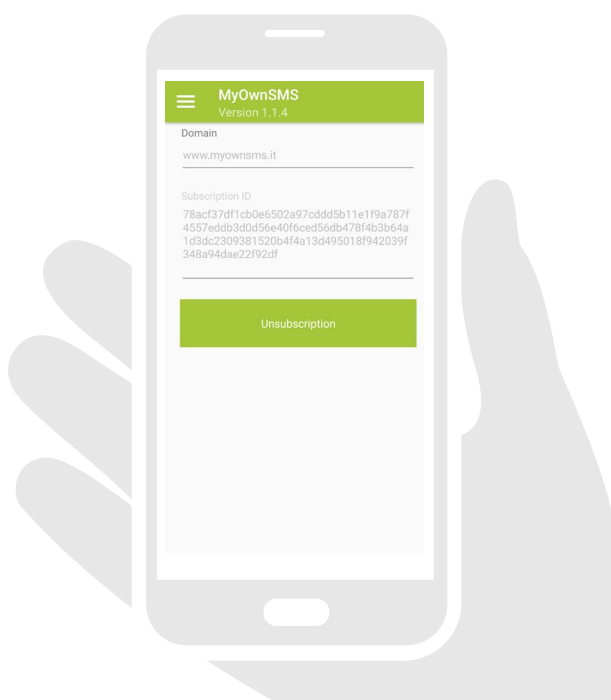 MyOwnSMS
Version 1.1.4
Domain
www.myownsms.it
Subscription ID
78acf37df1cb0e6502a97cddd5b11e1f9a787f
4557eddb3d0d56e40f6ced56db478f4b3b64a
1d3dc2309381520b4f4a13d495018f942039f
348a94dae22f92df
Unsubscription